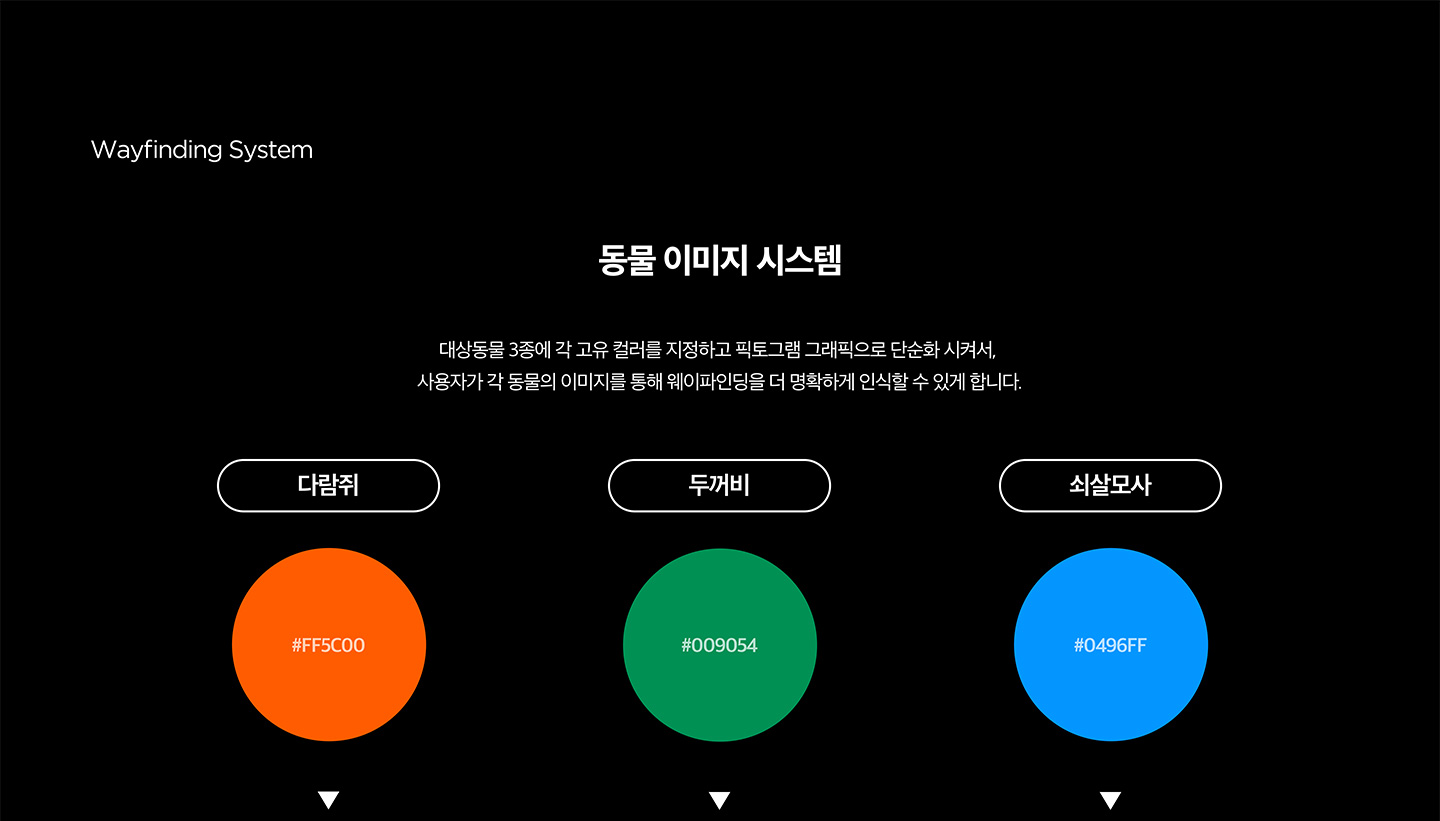 Wayfinding System
동물 이미지 시스템
대상동물 3종에 각 고유 컬러를 지정하고 픽토그램 그래픽으로 단순화 시켜서,
사용자가 각 동물의 이미지를 통해 웨이파인딩을 더 명확하게 인식할 수 있게 합니다.
다람쥐
두꺼비
쇠살모사
#FF5C00
#009054
#0496FF